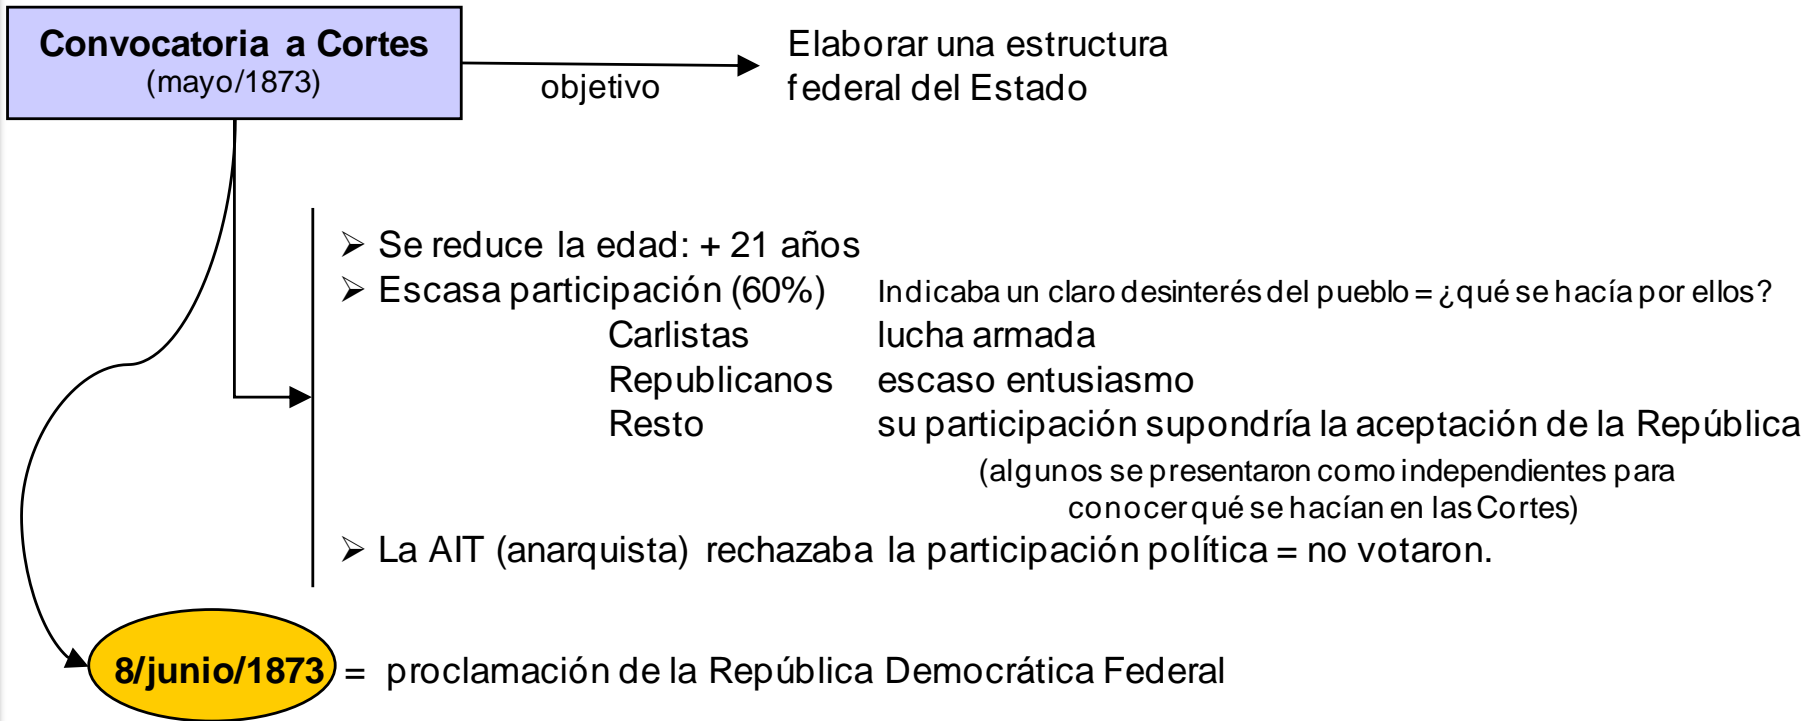 Convocatoria a Cortes
(mayo/1873)
objetivo
Elaborar una estructura
federal del Estado
➢ Se reduce la edad: + 21 años
➢ Escasa participación (60%) Indicaba un claro desinterés del pueblo = ¿qué se hacía por ellos?
Carlistas lucha armada
Republicanos escaso entusiasmo
Resto su participación supondría la aceptación de la República
(algunos se presentaron como independientes para
conocer qué se hacían en las Cortes)
➢ La AIT (anarquista) rechazaba la participación política = no votaron.
8/junio/1873 = proclamación de la República Democrática Federal